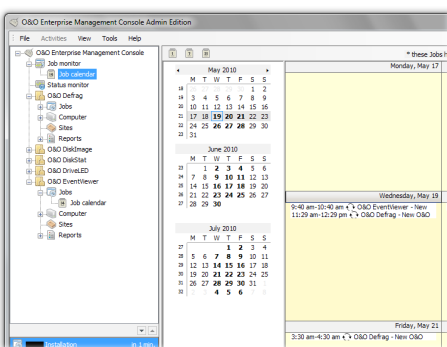 O&O Enterprise Management Console Admin Edition
File Activities View Tools Help
O&O Enterprise Management Console
Job monitor
Job calendar
Status monitor
O&O Defrag
Jobs
Computer
Sites
Reports
O&O DiskImage
O&O DiskStat
O&O DriveLED
O&O EventViewer
Jobs
Job calendar
Computer
Sites
Reports
Installation in 1 min.
May 2010
M T W T F S S
18 26 27 28 29 30 1 2
19 3 4 5 6 7 8 9
20 10 11 12 13 14 15 16
21 17 18 19 20 21 22 23
22 24 25 26 27 28 29 30
23 31
June 2010
M T W T F S S
23 1 2 3 4 5 6
24 7 8 9 10 11 12 13
25 14 15 16 17 18 19 20
26 21 22 23 24 25 26 27
27 28 29 30
July 2010
M T W T F S S
27 1 2 3 4
28 5 6 7 8 9 10 11
29 12 13 14 15 16 17 18
30 19 20 21 22 23 24 25
31 26 27 28 29 30 31
32 4 5 6
* these Jobs h
Monday, May 17
Wednesday, May 19
9:40 am-10:40 am O&O EventViewer - New
11:29 am-12:29 pm O&O Defrag - New O&O
Friday, May 21
3:30 am-4:30 am O&O Defrag - New O&O